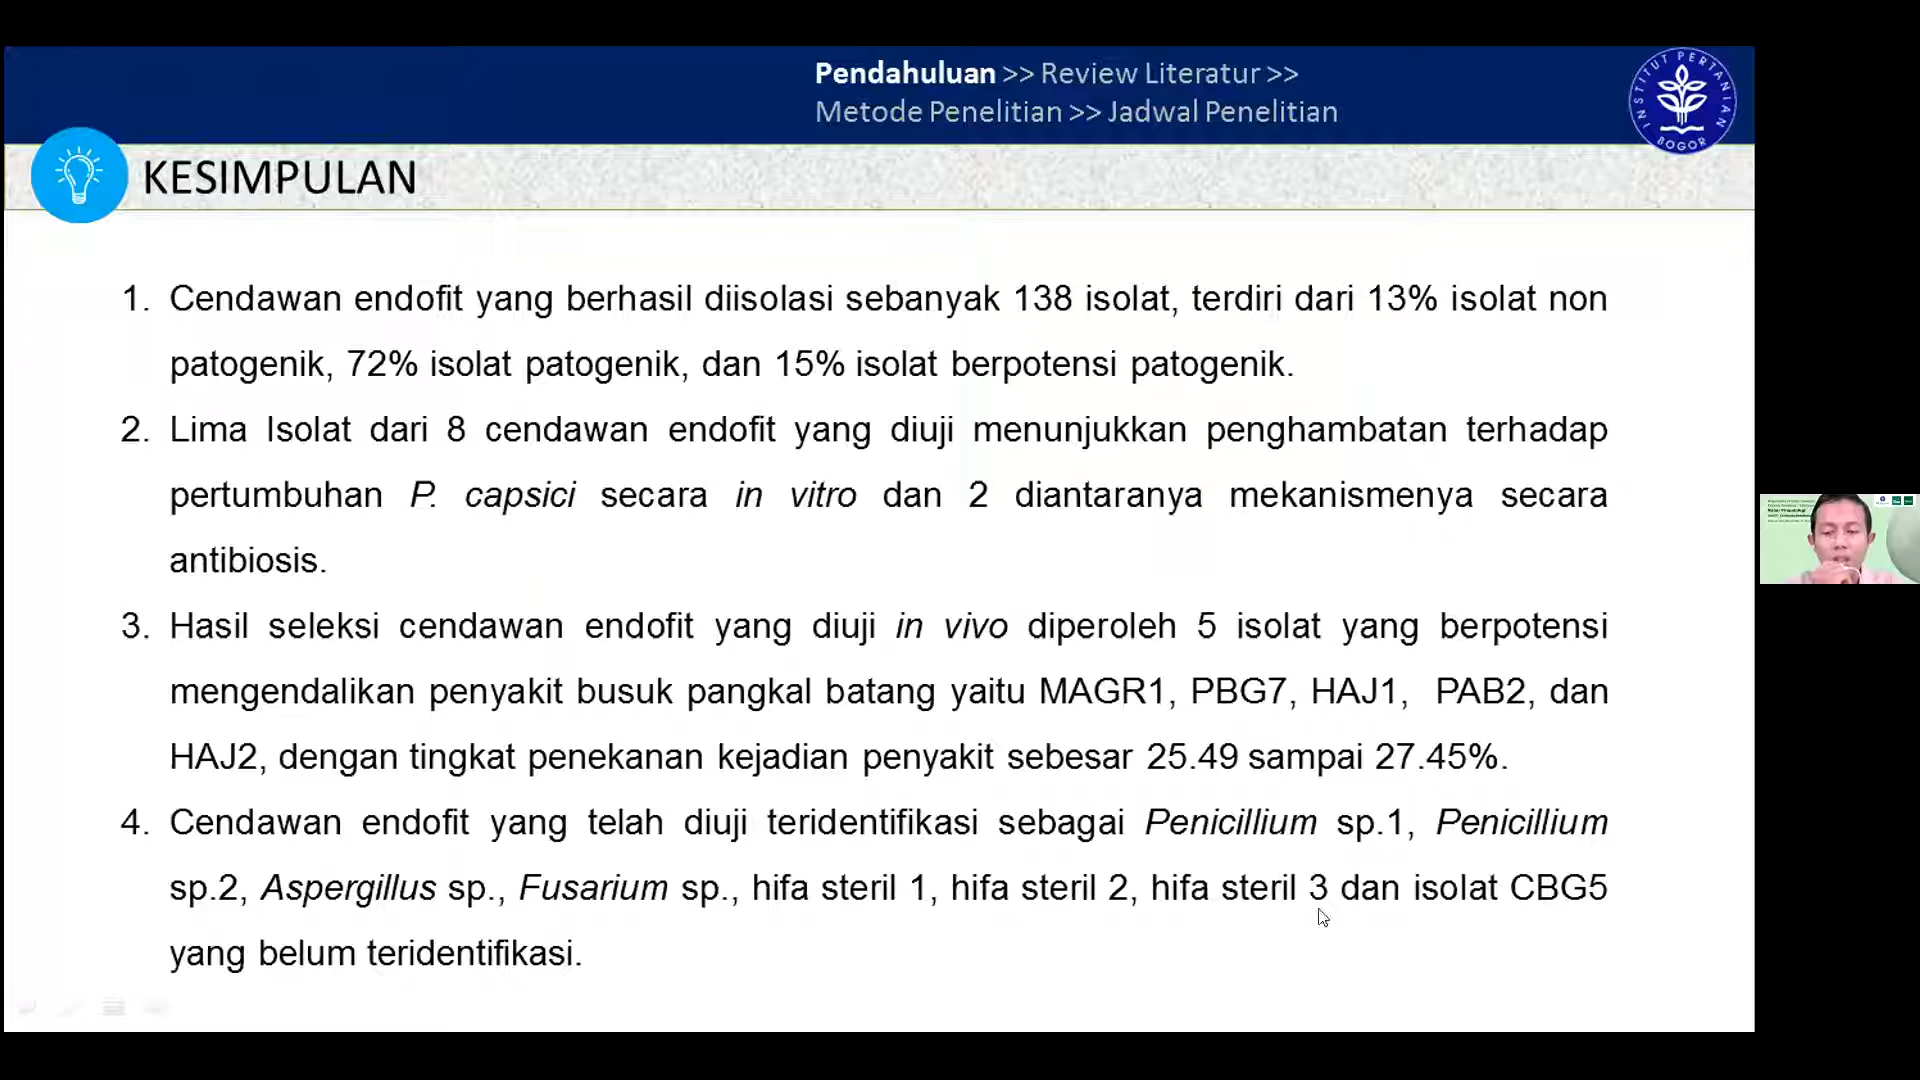 Pendahuluan >> Review Literatur >>
Metode Penelitian >> Jadwal Penelitian
INSTITUT PERTANIAN
BOGOR
KESIMPULAN
1. Cendawan endofit yang berhasil diisolasi sebanyak 138 isolat, terdiri dari 13% isolat non
patogenik, 72% isolat patogenik, dan 15% isolat berpotensi patogenik.
2. Lima Isolat dari 8 cendawan endofit yang diuji menunjukkan penghambatan terhadap
pertumbuhan P. capsici secara in vitro dan 2 diantaranya mekanismenya secara
antibiosis.
3. Hasil seleksi cendawan endofit yang diuji in vivo diperoleh 5 isolat yang berpotensi
mengendalikan penyakit busuk pangkal batang yaitu MAGR1, PBG7, HAJ1, PAB2, dan
HAJ2, dengan tingkat penekanan kejadian penyakit sebesar 25.49 sampai 27.45%.
4. Cendawan endofit yang telah diuji teridentifikasi sebagai Penicillium sp.1, Penicillium
sp.2, Aspergillus sp., Fusarium sp., hifa steril 1, hifa steril 2, hifa steril 3 dan isolat CBG5
yang belum teridentifikasi.